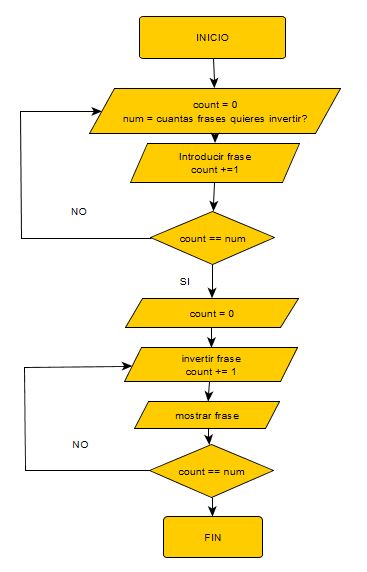 INICIO
count = 0
num = cuantas frases quieres invertir?
Introducir frase
count +=1
NO
count == num
SI
count = 0
invertir frase
count += 1
mostrar frase
NO
count == num
FIN